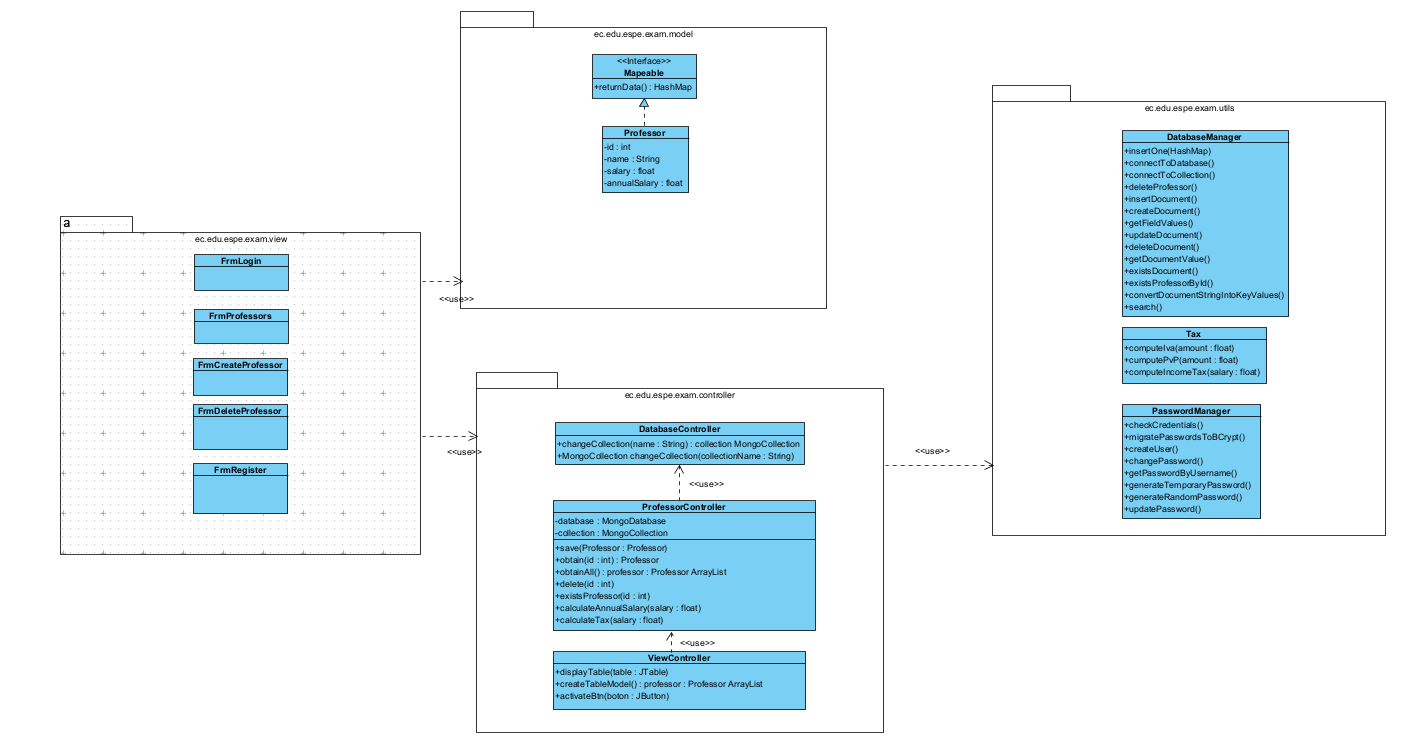 ec.edu.espe.exam.model
<<Interface>>
Mapeable
+returnData() : HashMap
Professor
-id : int
-name : String
-salary : float
-annualSalary : float
a
ec.edu.espe.exam.view
FrmLogin
FrmProfessors
FrmCreateProfessor
FrmDeleteProfessor
FrmRegister
<<use>>
<<use>>
ec.edu.espe.exam.controller
DatabaseController
+changeCollection(name : String) : collection MongoCollection
+MongoCollection changeCollection(collectionName : String)
<<use>>
ProfessorController
-database : MongoDatabase
-collection : MongoCollection
+save(Professor : Professor)
+obtain(id : int) : Professor
+obtainAll() : professor : Professor ArrayList
+delete(id : int)
+existsProfessor(id : int)
+calculateAnnualSalary(salary : float)
+calculateTax(salary : float)
<<use>>
ViewController
+displayTable(table : JTable)
+createTableModel() : professor : Professor ArrayList
+activateBtn(boton : JButton)
<<use>>
ec.edu.espe.exam.utils
DatabaseManager
+insertOne(HashMap)
+connectToDatabase()
+connectToCollection()
+deleteProfessor()
+insertDocument()
+createDocument()
+getFieldValues()
+updateDocument()
+deleteDocument()
+getDocumentValue()
+existsDocument()
+existsProfessorById()
+convertDocumentStringIntoKeyValues()
+search()
Tax
+computeIva(amount : float)
+cumputePvP(amount : float)
+computeIncomeTax(salary : float)
PasswordManager
+checkCredentials()
+migratePasswordsToBCrypt()
+createUser()
+changePassword()
+getPasswordByUsername()
+generateTemporaryPassword()
+generateRandomPassword()
+updatePassword()